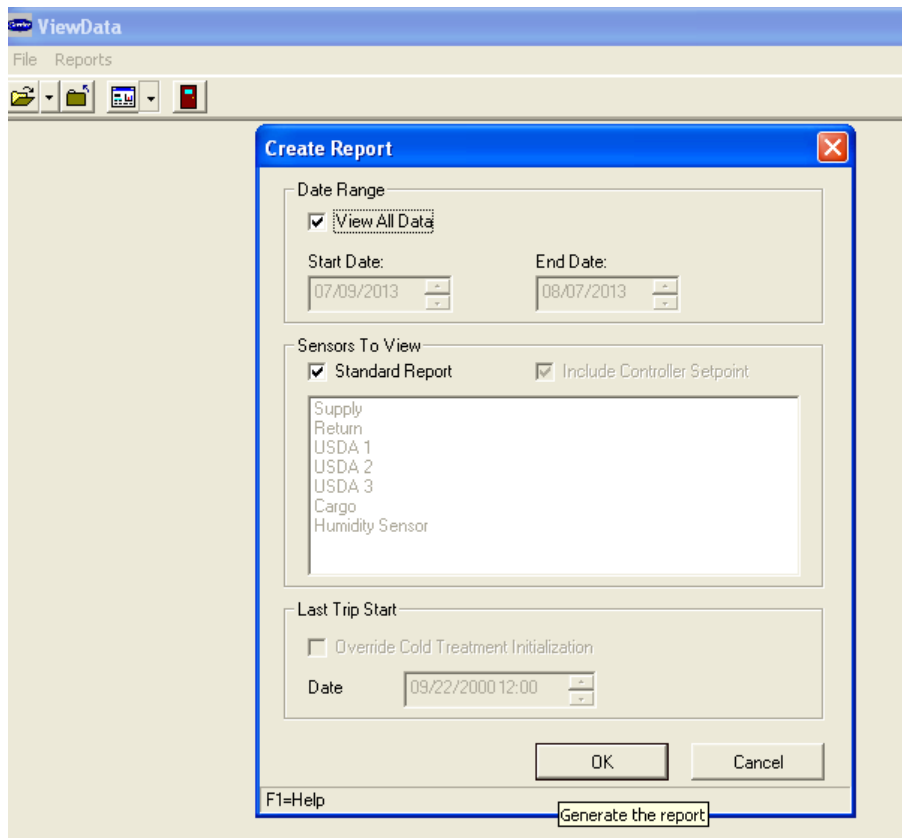 Carrier ViewData
File Reports
Create Report
Date Range
View All Data
Start Date: End Date:
07/09/2013 08/07/2013
Sensors To View
Standard Report Include Controller Setpoint
Supply
Return
USDA 1
USDA 2
USDA 3
Cargo
Humidity Sensor
Last Trip Start
Override Cold Treatment Initialization
Date 09/22/2000 12:00
OK Cancel
F1=Help
Generate the report